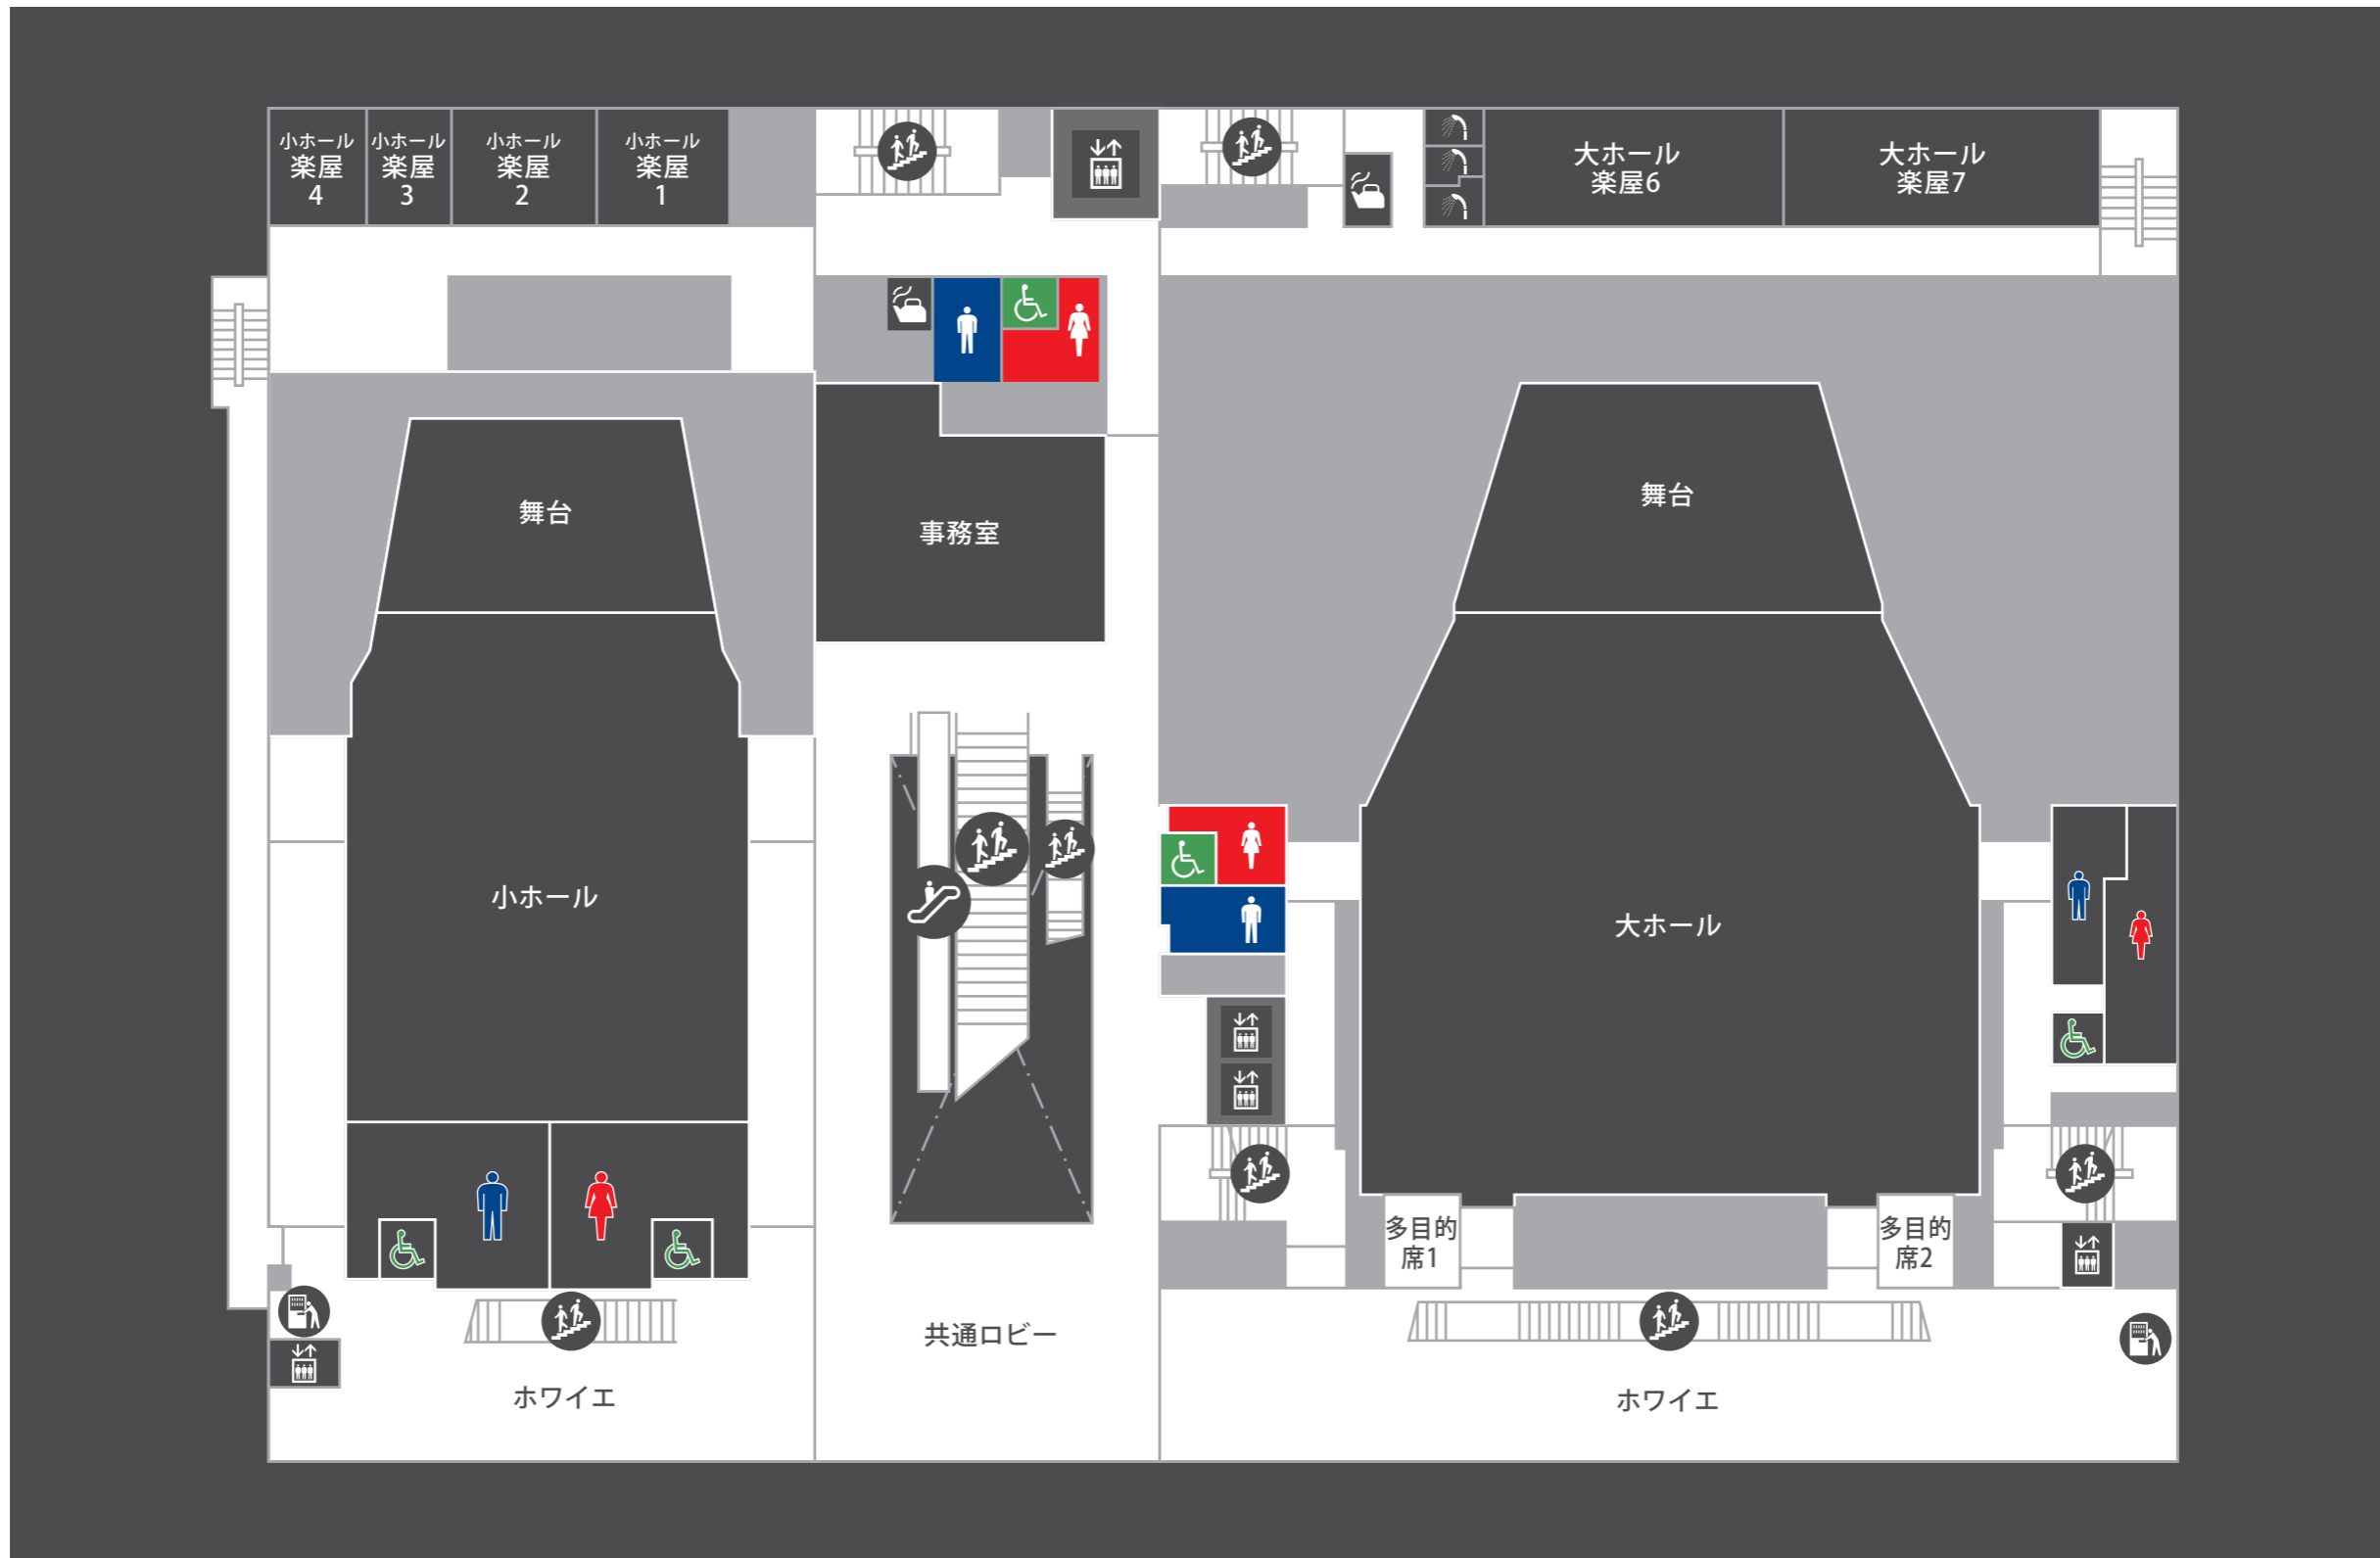 小ホール
楽屋
4
小ホール
楽屋
3
小ホール
楽屋
2
小ホール
楽屋
1
大ホール
楽屋6
大ホール
楽屋7
舞台
事務室
舞台
小ホール
大ホール
多目的
席1
多目的
席2
共通ロビー
ホワイエ
ホワイエ